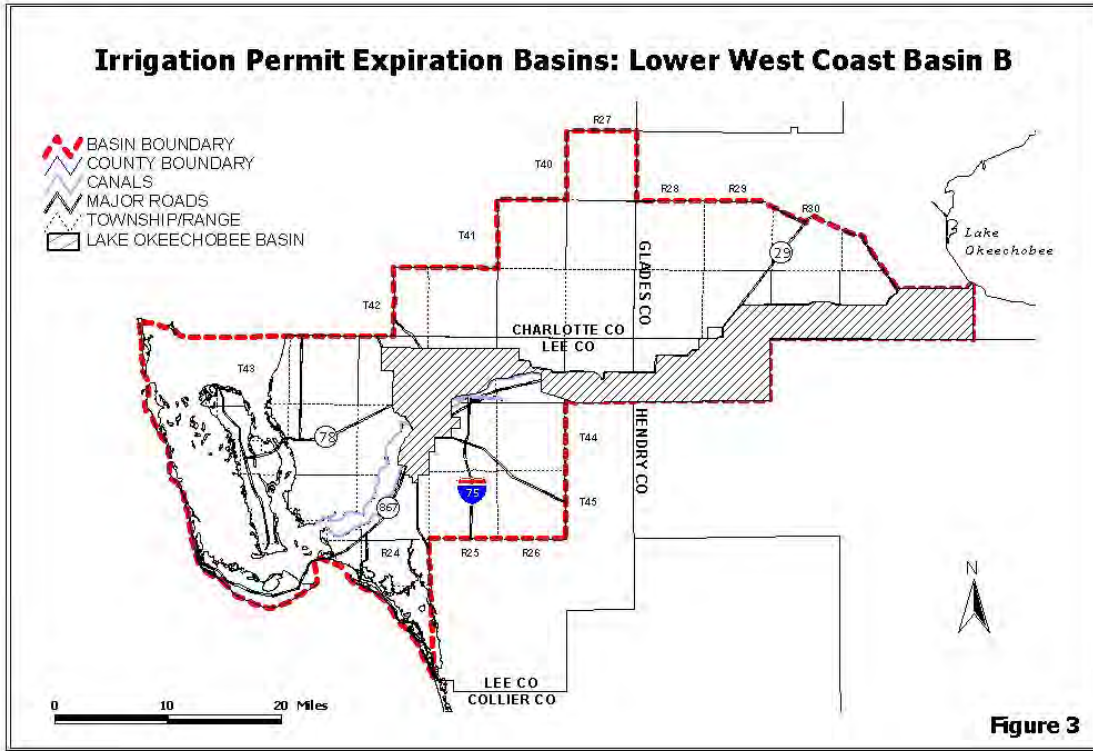 Irrigation Permit Expiration Basins: Lower West Coast Basin B
BASIN BOUNDARY
COUNTY BOUNDARY
CANALS
MAJOR ROADS
TOWNSHIP/RANGE
LAKE OKEECHOBEE BASIN
R27
T40
R28
R29
R30
T41
29
Lake
Okeechobee
GLADES CO
T42
CHARLOTTE CO
LEE CO
T43
78
HENDRY CO
T44
75
T45
867
R24
R25
R26
N
LEE CO
COLLIER CO
0 10 20 Miles
Figure 3